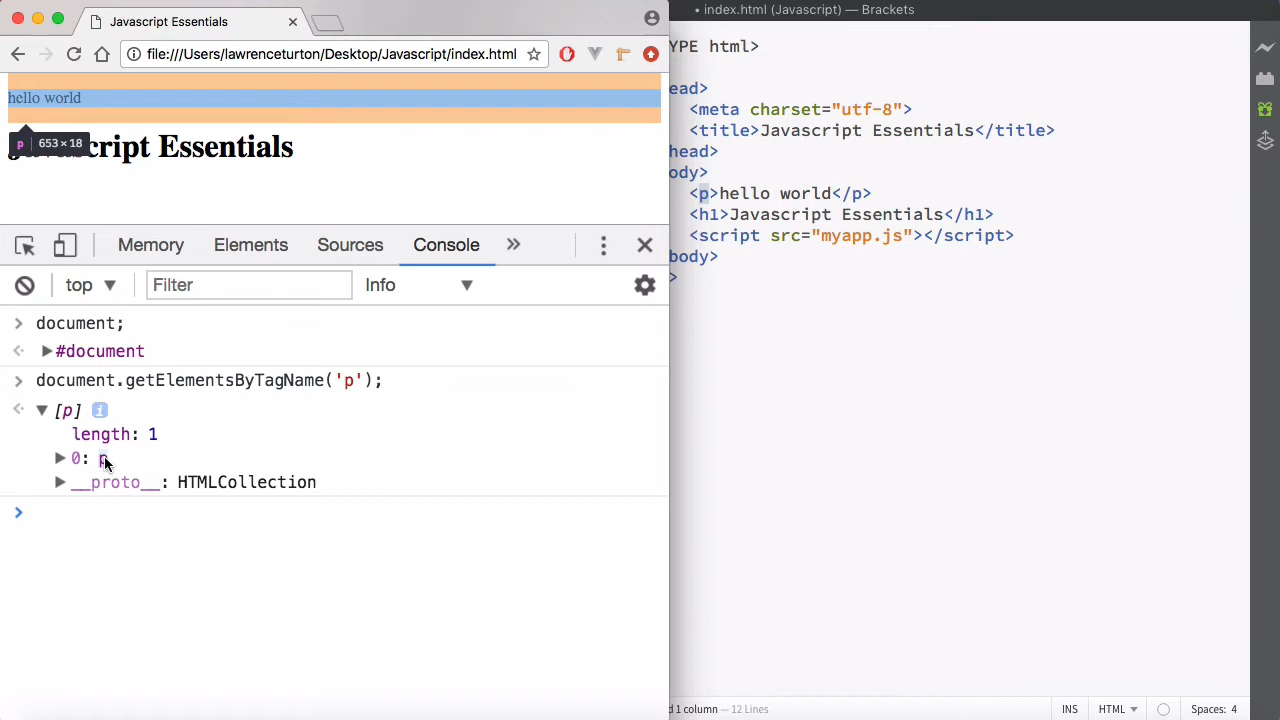 Javascript Essentials
file:///Users/lawrenceturton/Desktop/Javascript/index.html
hello world
p 653 × 18
Javascript Essentials
Memory Elements Sources Console »
top Filter Info
document;
#document
document.getElementsByTagName('p');
[p] i
length: 1
0: p
__proto__: HTMLCollection
• index.html (Javascript) — Brackets
YPE html>
ead>
<meta charset="utf-8">
<title>Javascript Essentials</title>
head>
ody>
<p>hello world</p>
<h1>Javascript Essentials</h1>
<script src="myapp.js"></script>
body>
>
d 1 column — 12 Lines
INS HTML Spaces: 4